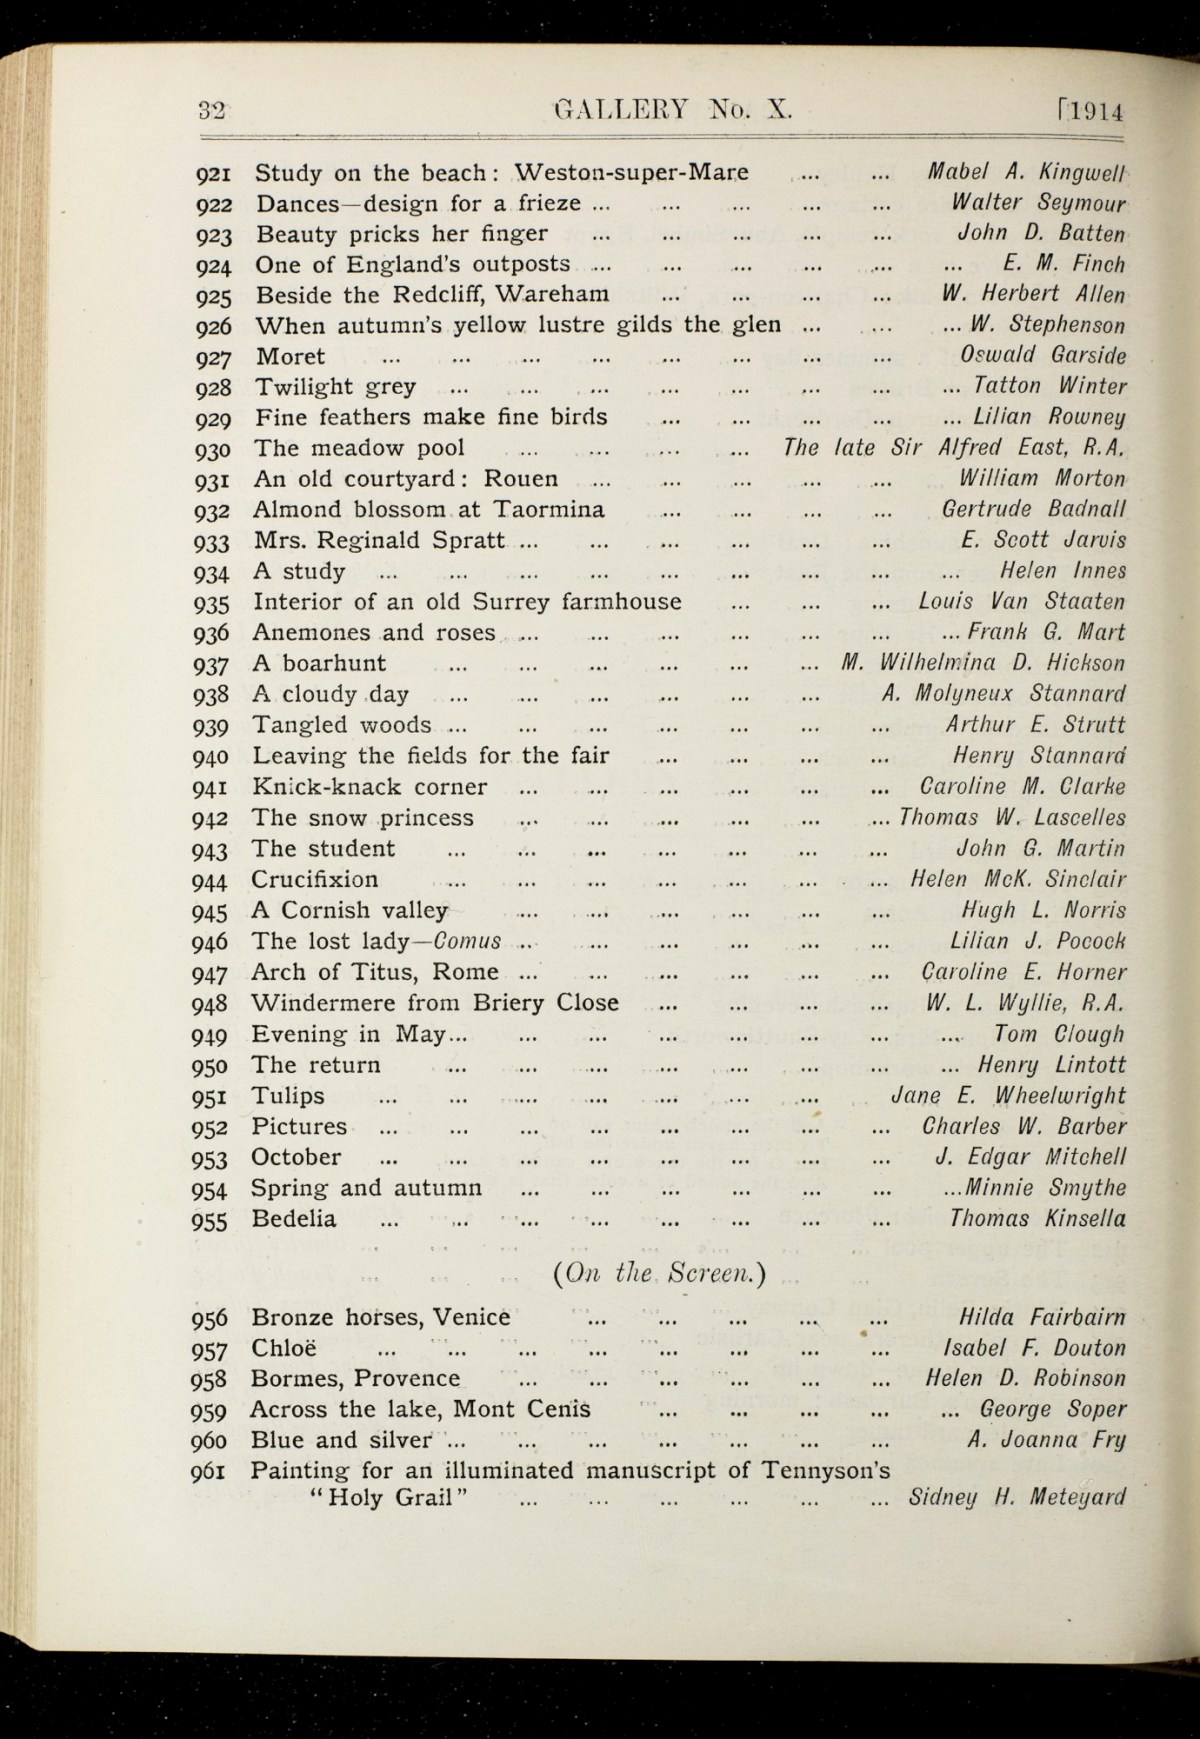 32 GALLERY No. X. [1914
921 Study on the beach: Weston-super-Mare ... ... Mabel A. Kingwell
922 Dances—design for a frieze ... ... ... ... ... Walter Seymour
923 Beauty pricks her finger ... ... ... ... ... John D. Batten
924 One of England's outposts ... ... ... ... ... ... E. M. Finch
925 Beside the Redcliff, Wareham ... ... ... ... W. Herbert Allen
926 When autumn's yellow lustre gilds the glen ... ... ... W. Stephenson
927 Moret ... ... ... ... ... ... ... ... Oswald Garside
928 Twilight grey ... ... ... ... ... ... ... ... Tatton Winter
929 Fine feathers make fine birds ... ... ... ... ... Lilian Rowney
930 The meadow pool ... ... ... ... The late Sir Alfred East, R.A.
931 An old courtyard: Rouen ... ... ... ... ... William Morton
932 Almond blossom at Taormina ... ... ... ... Gertrude Badnall
933 Mrs. Reginald Spratt ... ... ... ... ... ... E. Scott Jarvis
934 A study ... ... ... ... ... ... ... ... ... Helen Innes
935 Interior of an old Surrey farmhouse ... ... ... Louis Van Staaten
936 Anemones and roses ... ... ... ... ... ... ... Frank G. Mart
937 A boarhunt ... ... ... ... ... ... M. Wilhelmina D. Hickson
938 A cloudy day ... ... ... ... ... ... A. Molyneux Stannard
939 Tangled woods ... ... ... ... ... ... ... Arthur E. Strutt
940 Leaving the fields for the fair ... ... ... ... Henry Stannard
941 Knick-knack corner ... ... ... ... ... ... Caroline M. Clarke
942 The snow princess ... ... ... ... ... ... Thomas W. Lascelles
943 The student ... ... ... ... ... ... ... John G. Martin
944 Crucifixion ... ... ... ... ... ... ... Helen McK. Sinclair
945 A Cornish valley ... ... ... ... ... ... Hugh L. Norris
946 The lost lady—Comus ... ... ... ... ... ... Lilian J. Pocock
947 Arch of Titus, Rome ... ... ... ... ... ... Caroline E. Horner
948 Windermere from Briery Close ... ... ... ... W. L. Wyllie, R.A.
949 Evening in May... ... ... ... ... ... ... ... Tom Clough
950 The return ... ... ... ... ... ... ... ... Henry Lintott
951 Tulips ... ... ... ... ... ... ... Jane E. Wheelwright
952 Pictures ... ... ... ... ... ... ... ... Charles W. Barber
953 October ... ... ... ... ... ... ... ... J. Edgar Mitchell
954 Spring and autumn ... ... ... ... ... ... ...Minnie Smythe
955 Bedelia ... ... ... ... ... ... ... ... Thomas Kinsella
(On the Screen.)
956 Bronze horses, Venice ... ... ... ... ... Hilda Fairbairn
957 Chloë ... ... ... ... ... ... ... ... Isabel F. Douton
958 Bormes, Provence ... ... ... ... ... ... Helen D. Robinson
959 Across the lake, Mont Cenis ... ... ... ... ... George Soper
960 Blue and silver ... ... ... ... ... ... ... A. Joanna Fry
961 Painting for an illuminated manuscript of Tennyson's
"Holy Grail" ... ... ... ... ... ... Sidney H. Meteyard